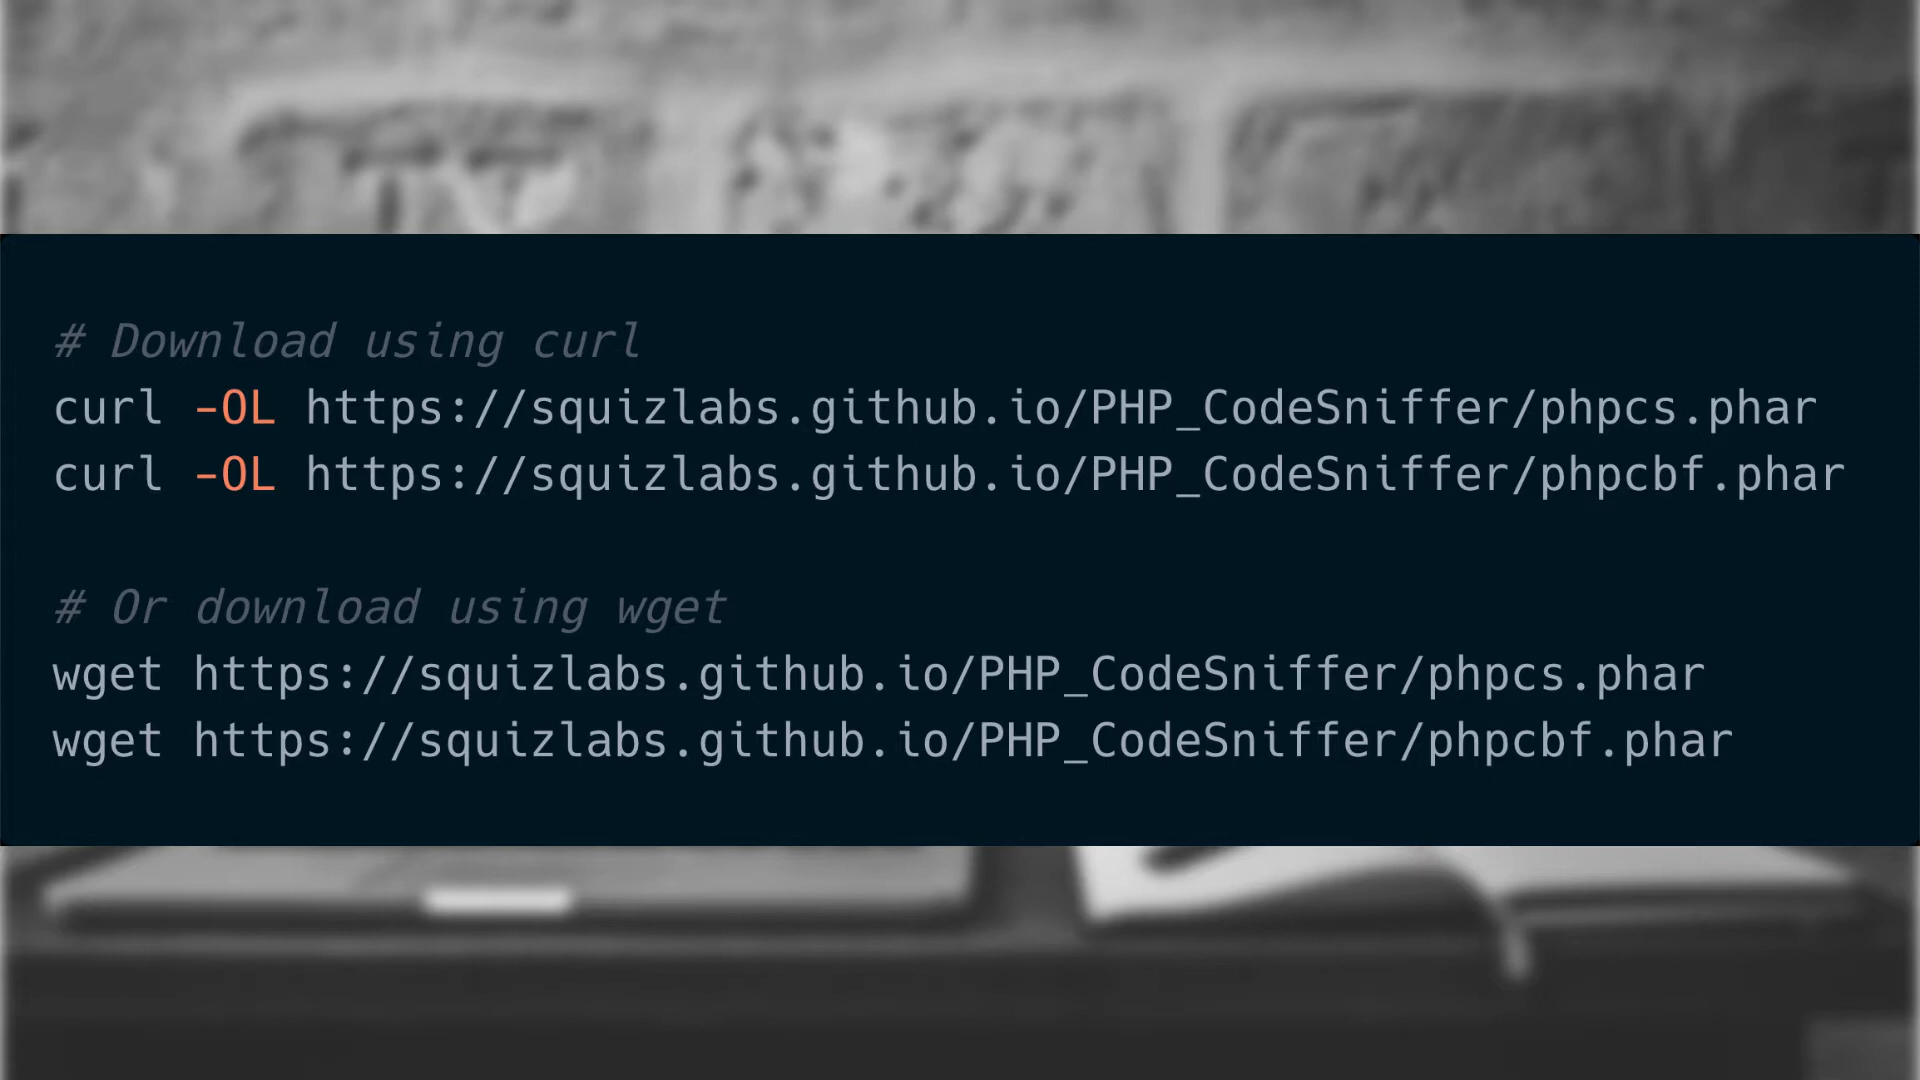 # Download using curl
curl -OL https://squizlabs.github.io/PHP_CodeSniffer/phpcs.phar
curl -OL https://squizlabs.github.io/PHP_CodeSniffer/phpcbf.phar
# Or download using wget
wget https://squizlabs.github.io/PHP_CodeSniffer/phpcs.phar
wget https://squizlabs.github.io/PHP_CodeSniffer/phpcbf.phar